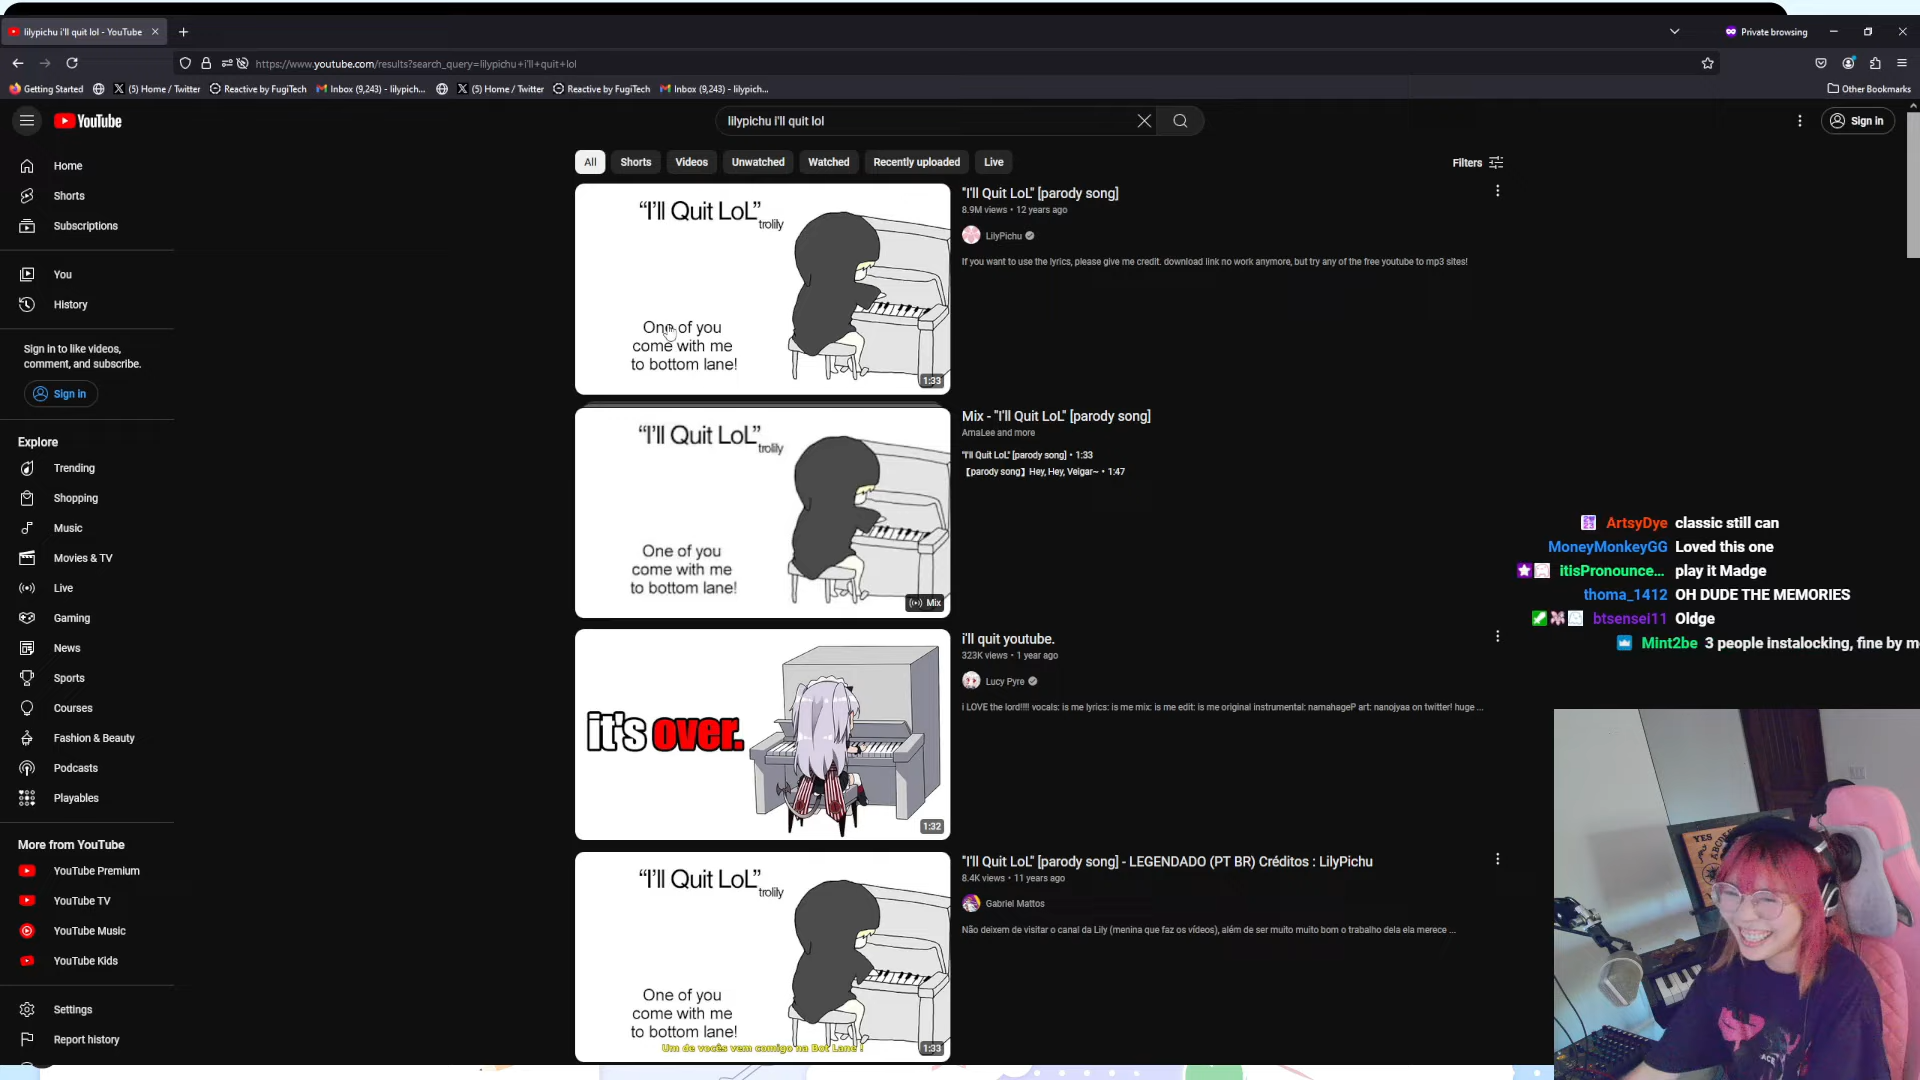 lilypichu i'll quit lol - YouTube
Private browsing
https://www.youtube.com/results?search_query=lilypichu+i'll+quit+lol
Getting Started
(5) Home / Twitter
Reactive by FugiTech
Inbox (9,243) - lilypich...
(5) Home / Twitter
Reactive by FugiTech
Inbox (9,243) - lilypich...
Other Bookmarks
YouTube
lilypichu i'll quit lol
Sign in
Home
Shorts
Subscriptions
You
History
Sign in to like videos,
comment, and subscribe.
Sign in
Explore
Trending
Shopping
Music
Movies & TV
Live
Gaming
News
Sports
Courses
Fashion & Beauty
Podcasts
Playables
More from YouTube
YouTube Premium
YouTube TV
YouTube Music
YouTube Kids
Settings
Report history
All
Shorts
Videos
Unwatched
Watched
Recently uploaded
Live
Filters
“I'll Quit LoL”
trolily
One of you
come with me
to bottom lane!
1:33
"I'll Quit LoL" [parody song]
8.9M views • 12 years ago
LilyPichu
If you want to use the lyrics, please give me credit. download link no work anymore, but try any of the free youtube to mp3 sites!
“I'll Quit LoL”
trolily
One of you
come with me
to bottom lane!
Mix
Mix - "I'll Quit LoL" [parody song]
AmaLee and more
"I'll Quit LoL" [parody song] • 1:33
【parody song】Hey, Hey, Veigar~ • 1:47
it's over.
1:32
i'll quit youtube.
323K views • 1 year ago
Lucy Pyre
i LOVE the lord!!!! vocals: is me lyrics: is me mix: is me edit: is me original instrumental: namahageP art: nanojyaa on twitter! huge ...
“I'll Quit LoL”
trolily
One of you
come with me
to bottom lane!
Um de vocês vem comigo na Bot Lane !
1:33
"I'll Quit LoL" [parody song] - LEGENDADO (PT BR) Créditos : LilyPichu
8.4K views • 11 years ago
Gabriel Mattos
Não deixem de visitar o canal da Lily (menina que faz os vídeos), além de ser muito muito bom o trabalho dela ela merece ...
ArtsyDye classic still can
MoneyMonkeyGG Loved this one
itisPronounce... play it Madge
thoma_1412 OH DUDE THE MEMORIES
btsensei11 Oldge
Mint2be 3 people instalocking, fine by m
YES